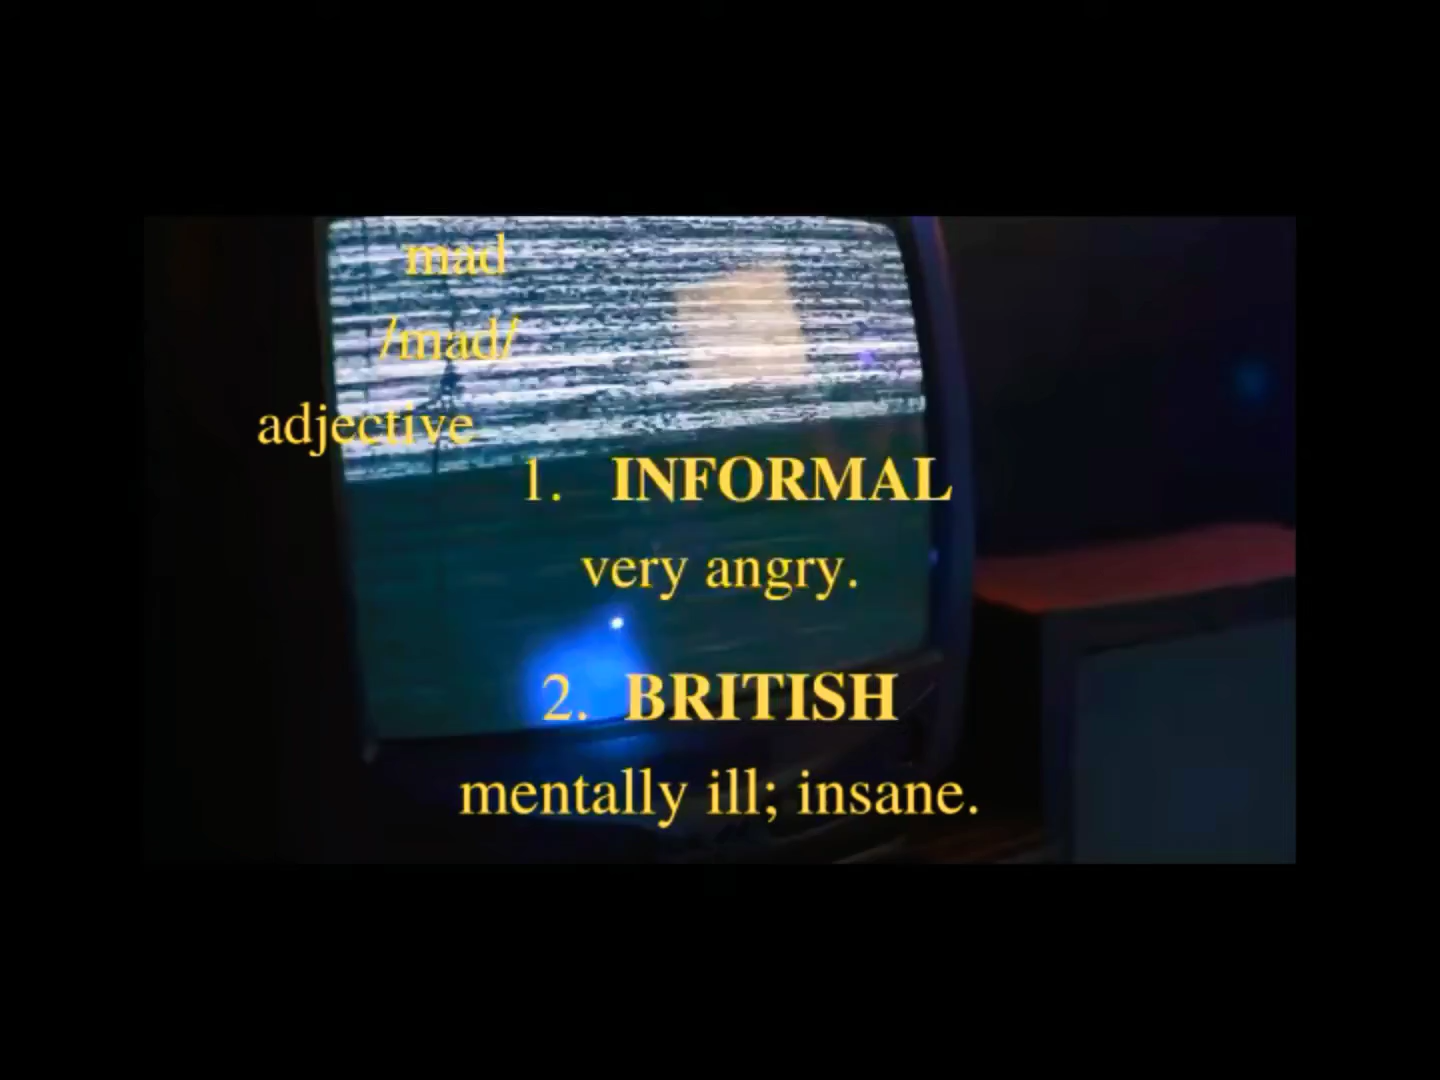 mad
/mad/
adjective
1. INFORMAL
very angry.
2. BRITISH
mentally ill; insane.